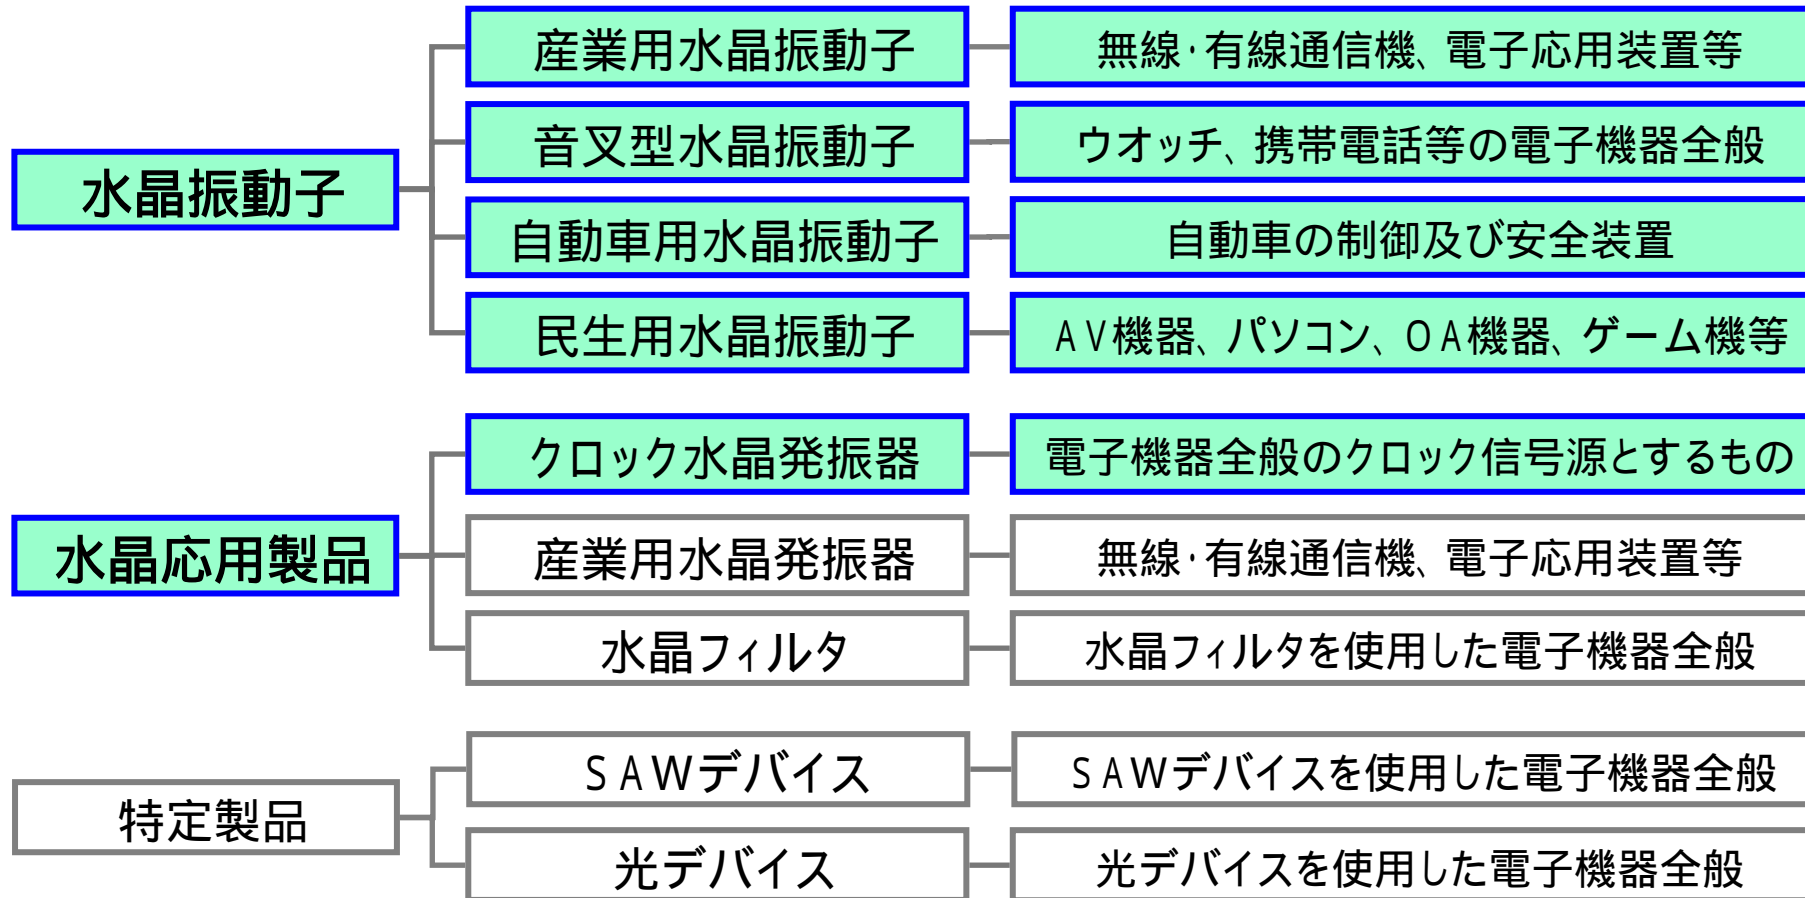 産業用水晶振動子
無線・有線通信機、電子応用装置等
音叉型水晶振動子
ウオッチ、携帯電話等の電子機器全般
水晶振動子
自動車用水晶振動子
自動車の制御及び安全装置
民生用水晶振動子
AV機器、パソコン、OA機器、ゲーム機等
クロック水晶発振器
電子機器全般のクロック信号源とするもの
水晶応用製品
産業用水晶発振器
無線・有線通信機、電子応用装置等
水晶フィルタ
水晶フィルタを使用した電子機器全般
SAWデバイス
SAWデバイスを使用した電子機器全般
特定製品
光デバイス
光デバイスを使用した電子機器全般